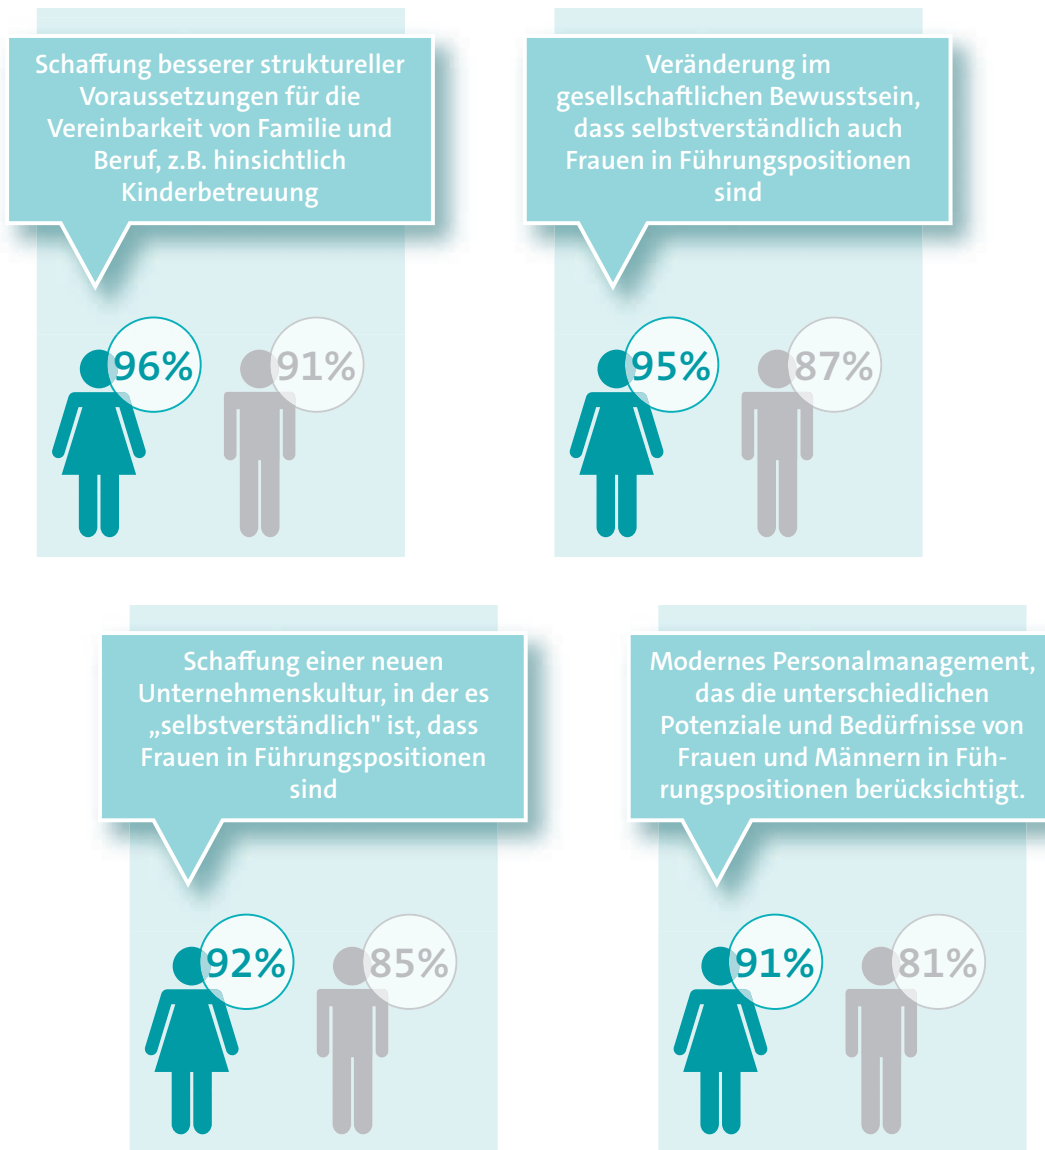 Schaffung besserer struktureller
Voraussetzungen für die
Vereinbarkeit von Familie und
Beruf, z.B. hinsichtlich
Kinderbetreuung
96%
91%
Veränderung im
gesellschaftlichen Bewusstsein,
dass selbstverständlich auch
Frauen in Führungspositionen
sind
95%
87%
Schaffung einer neuen
Unternehmenskultur, in der es
„selbstverständlich" ist, dass
Frauen in Führungspositionen
sind
92%
85%
Modernes Personalmanagement,
das die unterschiedlichen
Potenziale und Bedürfnisse von
Frauen und Männern in Füh-
rungspositionen berücksichtigt.
91%
81%